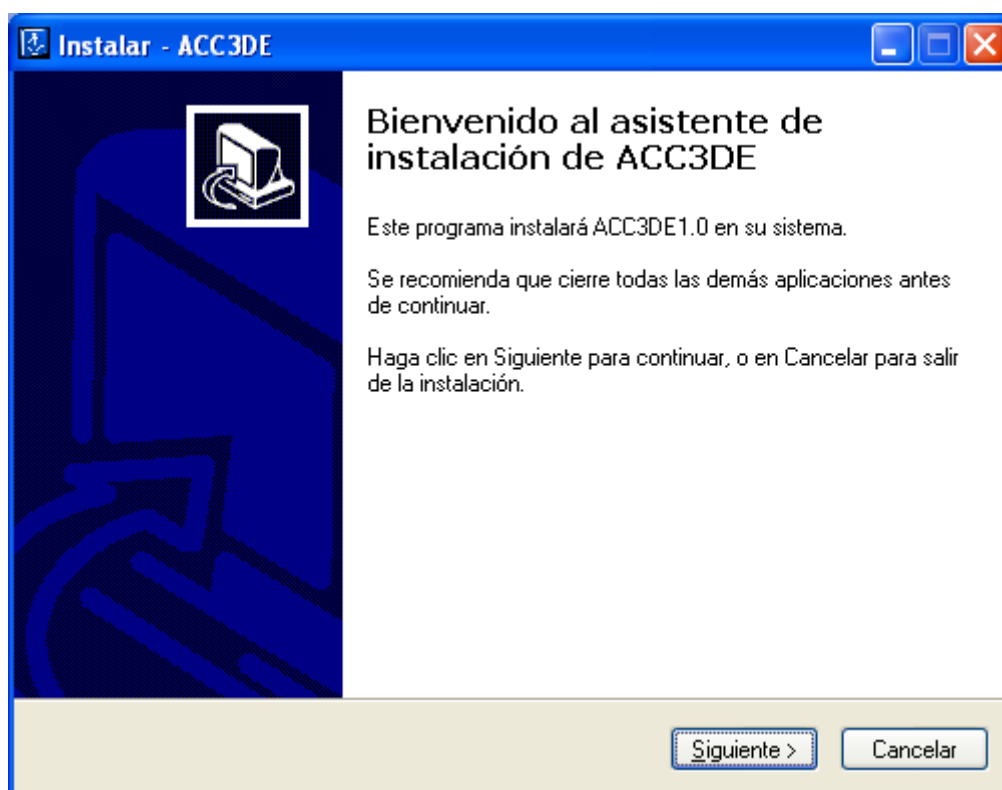 Instalar - ACC3DE
Bienvenido al asistente de
instalación de ACC3DE
Este programa instalará ACC3DE1.0 en su sistema.
Se recomienda que cierre todas las demás aplicaciones antes
de continuar.
Haga clic en Siguiente para continuar, o en Cancelar para salir
de la instalación.
Siguiente >
Cancelar